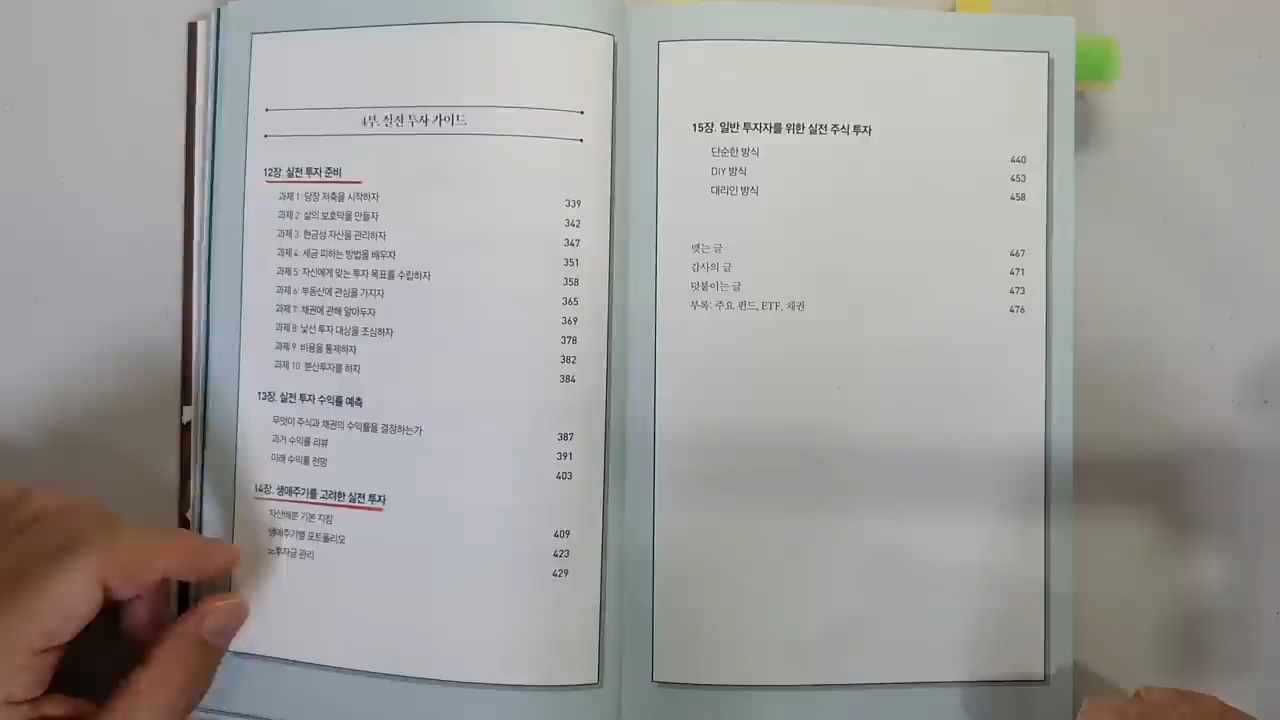 4부. 실전 투자 가이드
12장. 실전 투자 준비
과제 1: 당장 저축을 시작하자 339
과제 2: 삶의 보호막을 만들자 342
과제 3: 현금성 자산을 관리하자 347
과제 4: 세금 피하는 방법을 배우자 351
과제 5: 자신에게 맞는 투자 목표를 수립하자 358
과제 6: 부동산에 관심을 가지자 365
과제 7: 채권에 관해 알아두자 369
과제 8: 낯선 투자 대상을 조심하자 378
과제 9: 비용을 통제하자 382
과제 10: 분산투자를 하자 384
13장. 실전 투자 수익률 예측
무엇이 주식과 채권의 수익률을 결정하는가 387
과거 수익률 리뷰 391
미래 수익률 전망 403
14장. 생애주기를 고려한 실전 투자
자산배분 기본 지침 409
생애주기별 포트폴리오 423
노후자금 관리 429
15장. 일반 투자자를 위한 실전 주식 투자
단순한 방식 440
DIY 방식 453
대리인 방식 458
맺는 글 467
감사의 글 471
덧붙이는 글 473
부록: 주요 펀드, ETF, 채권 476